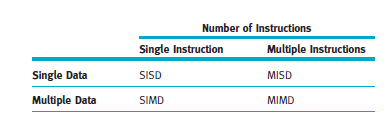 Number of Instructions
Single Instruction Multiple Instructions
Single Data SISD MISD
Multiple Data SIMD MIMD